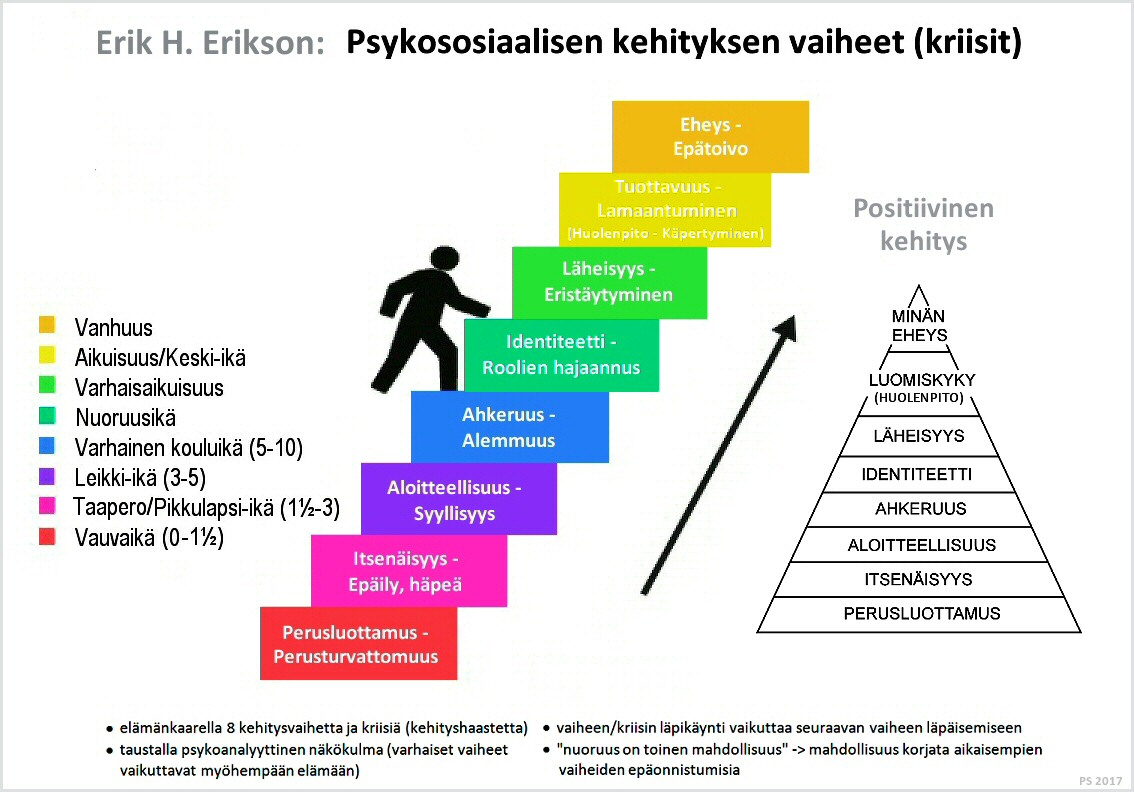 Erik H. Erikson: Psykososiaalisen kehityksen vaiheet (kriisit)
Eheys -
Epätoivo
Tuottavuus -
Lamaantuminen
(Huolenpito - Käpertyminen)
Läheisyys -
Eristäytyminen
Identiteetti -
Roolien hajaannus
Ahkeruus -
Alemmuus
Aloitteellisuus -
Syyllisyys
Itsenäisyys -
Epäily, häpeä
Perusluottamus -
Perusturvattomuus
Vanhuus
Aikuisuus/Keski-ikä
Varhaisaikuisuus
Nuoruusikä
Varhainen kouluikä (5-10)
Leikki-ikä (3-5)
Taapero/Pikkulapsi-ikä (1½-3)
Vauvaikä (0-1½)
Positiivinen
kehitys
MINÄN
EHEYS
LUOMISKYKY
(HUOLENPITO)
LÄHEISYYS
IDENTITEETTI
AHKERUUS
ALOITTEELLISUUS
ITSENÄISYYS
PERUSLUOTTAMUS
• elämänkaarella 8 kehitysvaihetta ja kriisiä (kehityshaastetta)
• taustalla psykoanalyyttinen näkökulma (varhaiset vaiheet
vaikuttavat myöhempään elämään)
• vaiheen/kriisin läpikäynti vaikuttaa seuraavan vaiheen läpäisemiseen
• "nuoruus on toinen mahdollisuus" -> mahdollisuus korjata aikaisempien
vaiheiden epäonnistumisia
PS 2017